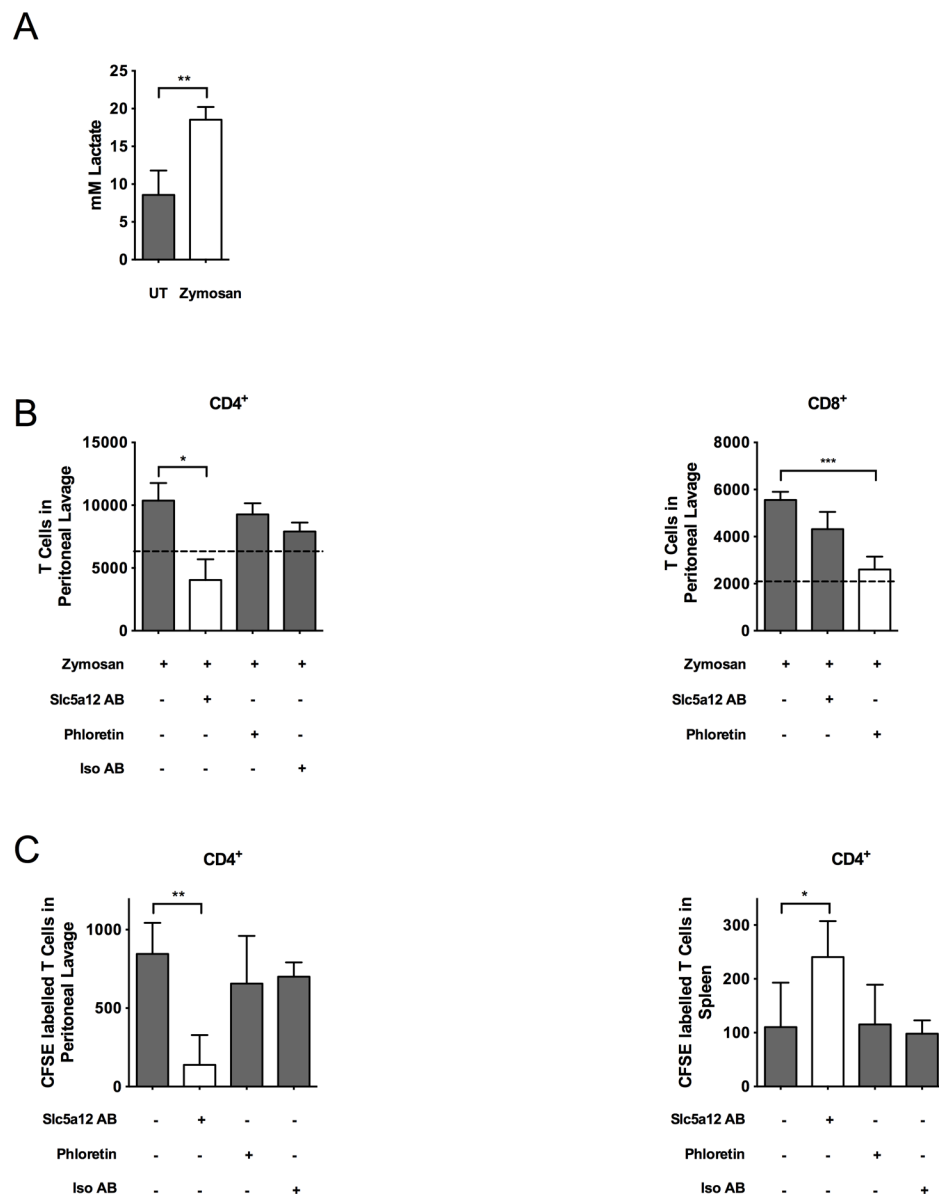 A
25
20
15
10
5
0
mM Lactate
**
UT Zymosan
B
CD4+
15000
10000
5000
0
T Cells in
Peritoneal Lavage
*
Zymosan + + + +
Slc5a12 AB - + - -
Phloretin - - + -
Iso AB - - - +
CD8+
8000
6000
4000
2000
0
T Cells in
Peritoneal Lavage
***
Zymosan + + +
Slc5a12 AB - + -
Phloretin - - +
C
CD4+
1000
500
0
CFSE labelled T Cells in
Peritoneal Lavage
**
Slc5a12 AB - + - -
Phloretin - - + -
Iso AB - - - +
CD4+
300
200
100
0
CFSE labelled T Cells in
Spleen
*
Slc5a12 AB - + - -
Phloretin - - + -
Iso AB - - - +